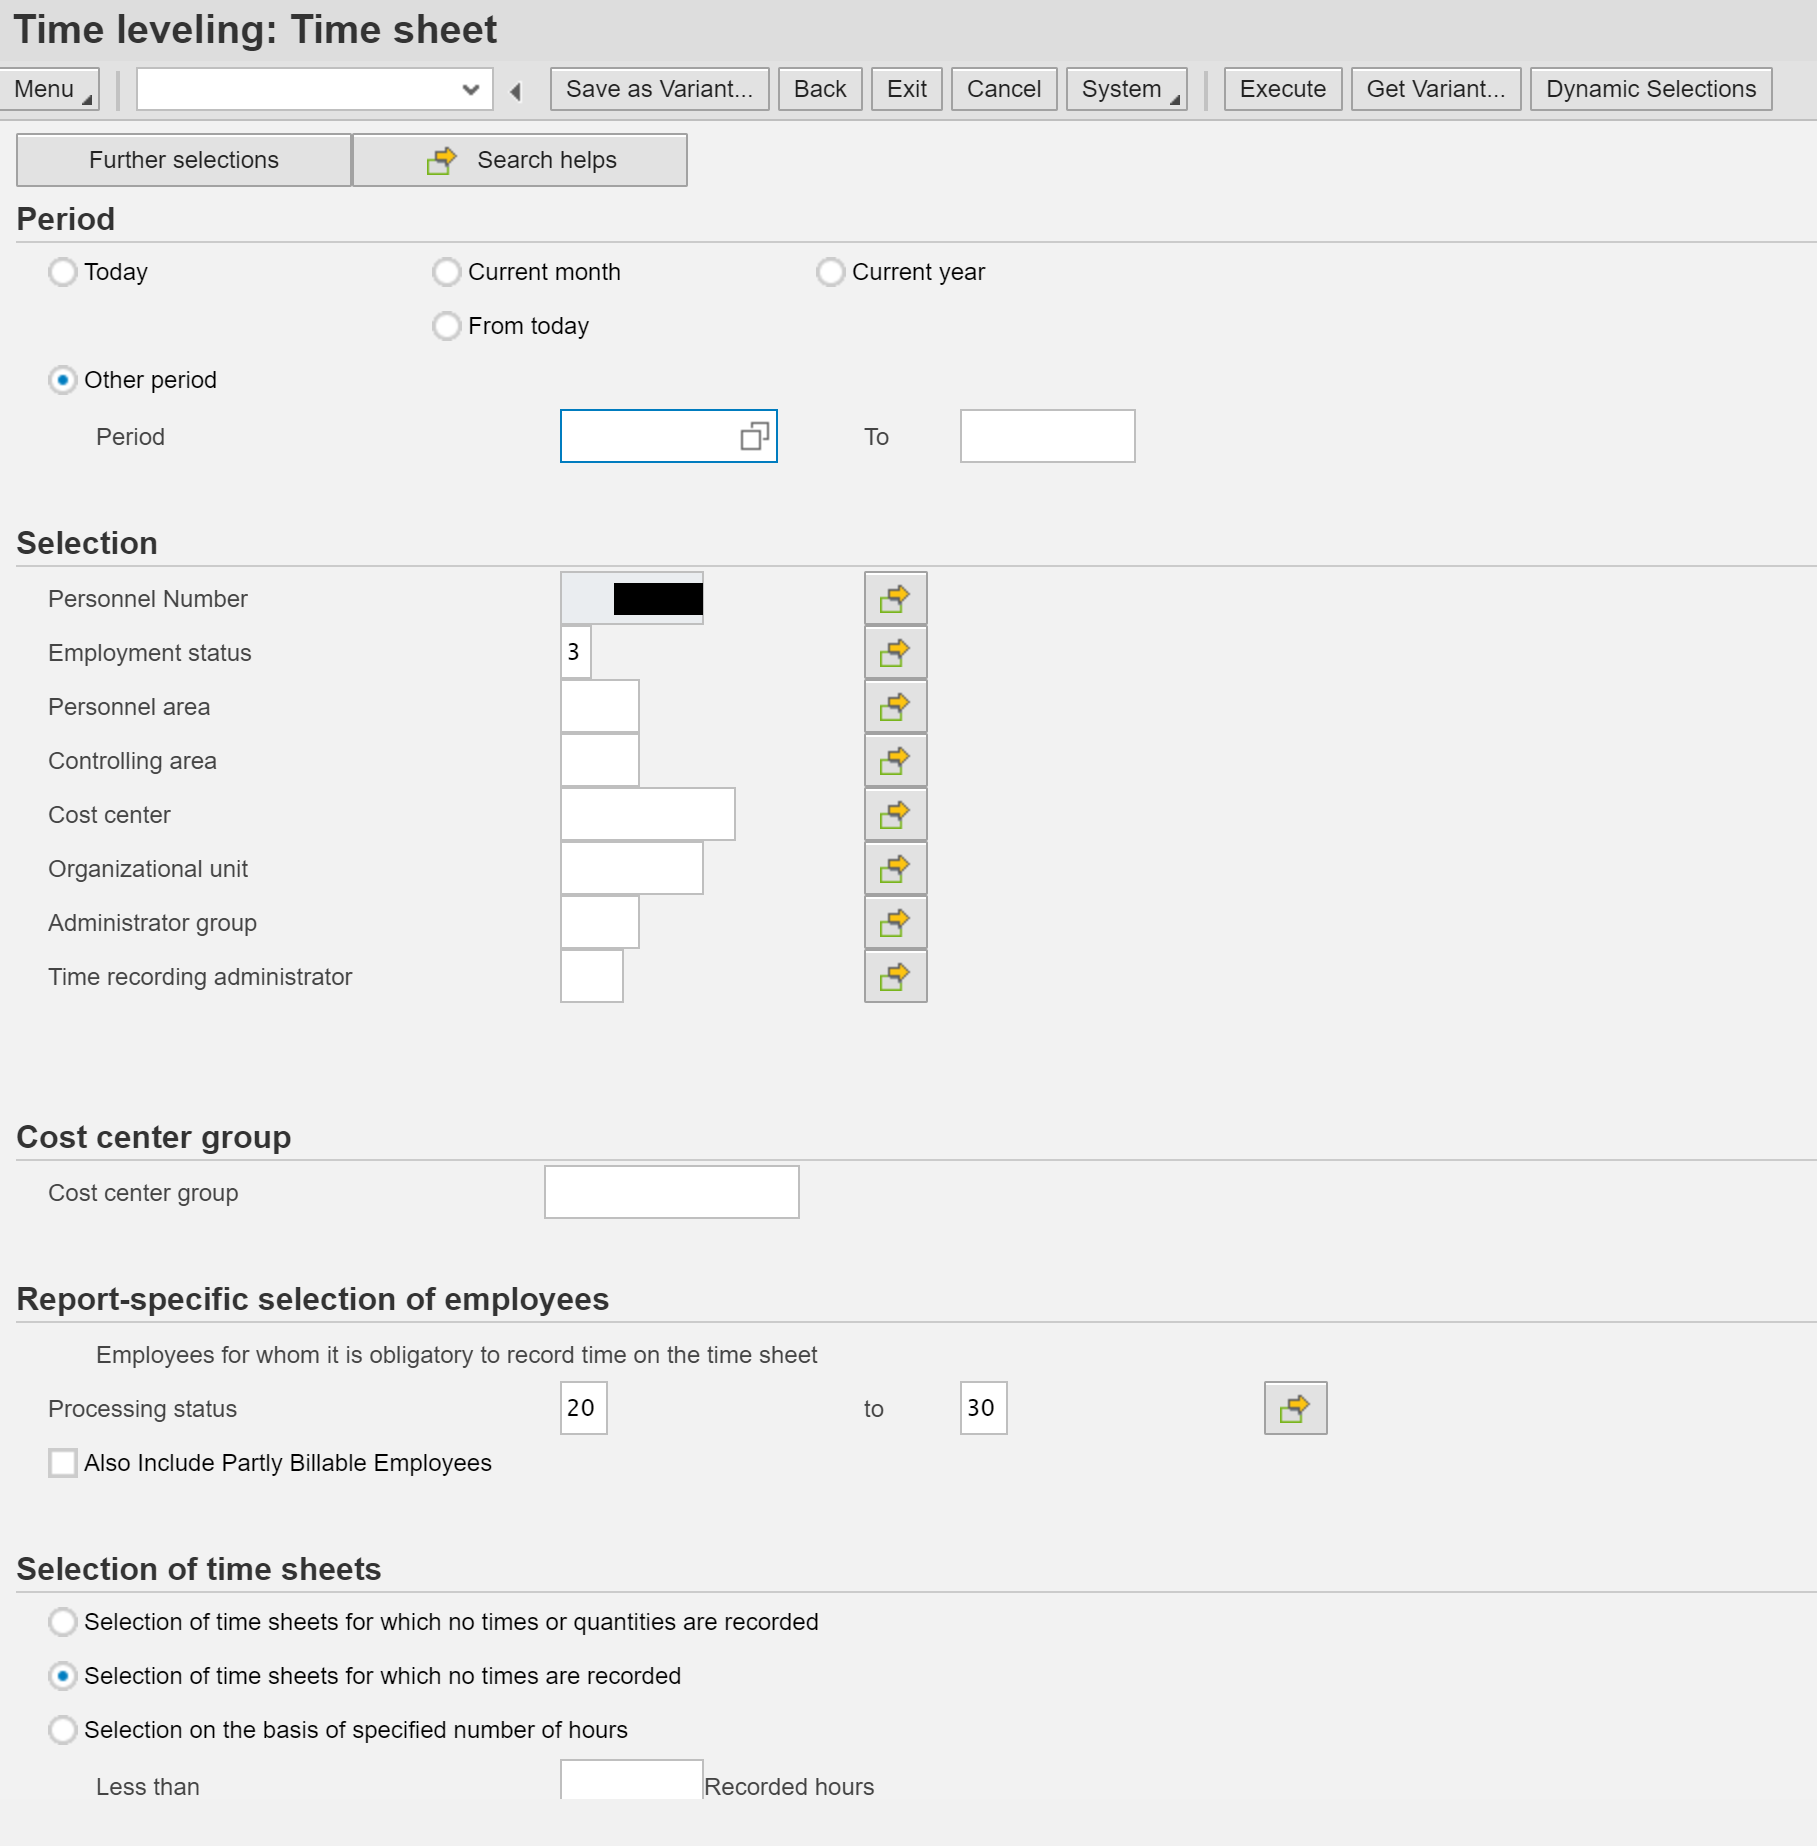 Time leveling: Time sheet
Menu Save as Variant... Back Exit Cancel System Execute Get Variant... Dynamic Selections
Further selections Search helps
Period
Today Current month Current year
From today
Other period
Period To
Selection
Personnel Number
Employment status 3
Personnel area
Controlling area
Cost center
Organizational unit
Administrator group
Time recording administrator
Cost center group
Cost center group
Report-specific selection of employees
Employees for whom it is obligatory to record time on the time sheet
Processing status 20 to 30
Also Include Partly Billable Employees
Selection of time sheets
Selection of time sheets for which no times or quantities are recorded
Selection of time sheets for which no times are recorded
Selection on the basis of specified number of hours
Less than Recorded hours